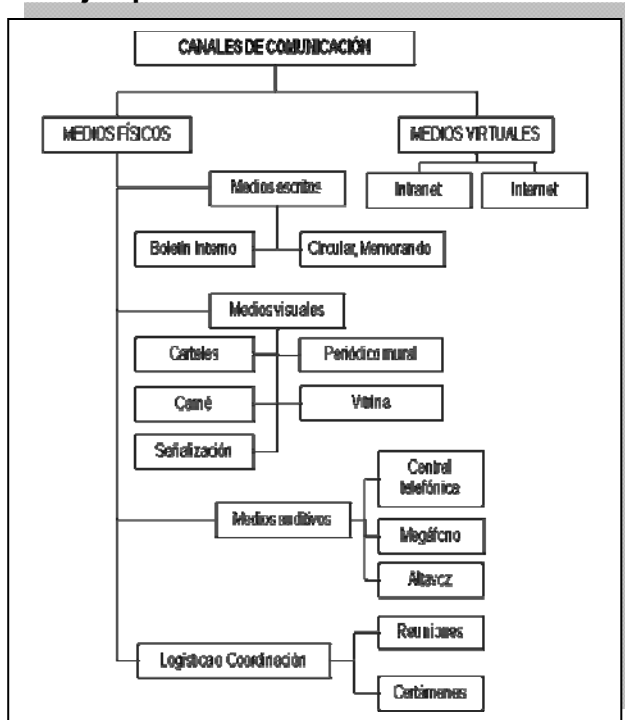 CANALES DE COMUNICACIÓN
MEDIOS FÍSICOS
MEDIOS VIRTUALES
Medios escritos
Intranet
Internet
Boletín Interno
Circular, Memorando
Medios visuales
Carteles
Periódico mural
Carné
Vitrina
Señalización
Medios auditivos
Central
telefónica
Megáfono
Altavoz
Logística o Coordinación
Reuniones
Certámenes